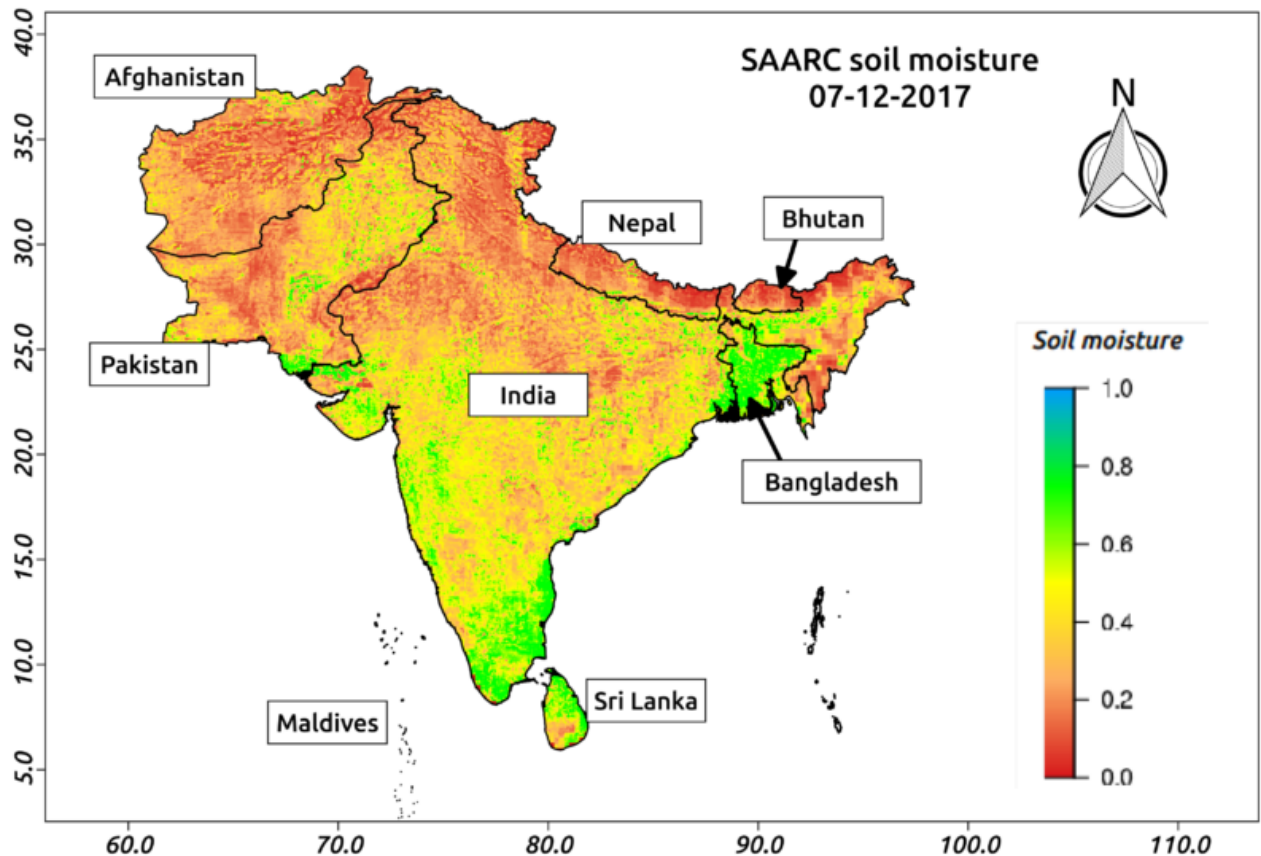 SAARC soil moisture
07-12-2017
N
Afghanistan
Nepal
Bhutan
Pakistan
India
Bangladesh
Sri Lanka
Maldives
Soil moisture
1.0
0.8
0.6
0.4
0.2
0.0
40.0
35.0
30.0
25.0
20.0
15.0
10.0
5.0
60.0 70.0 80.0 90.0 100.0 110.0